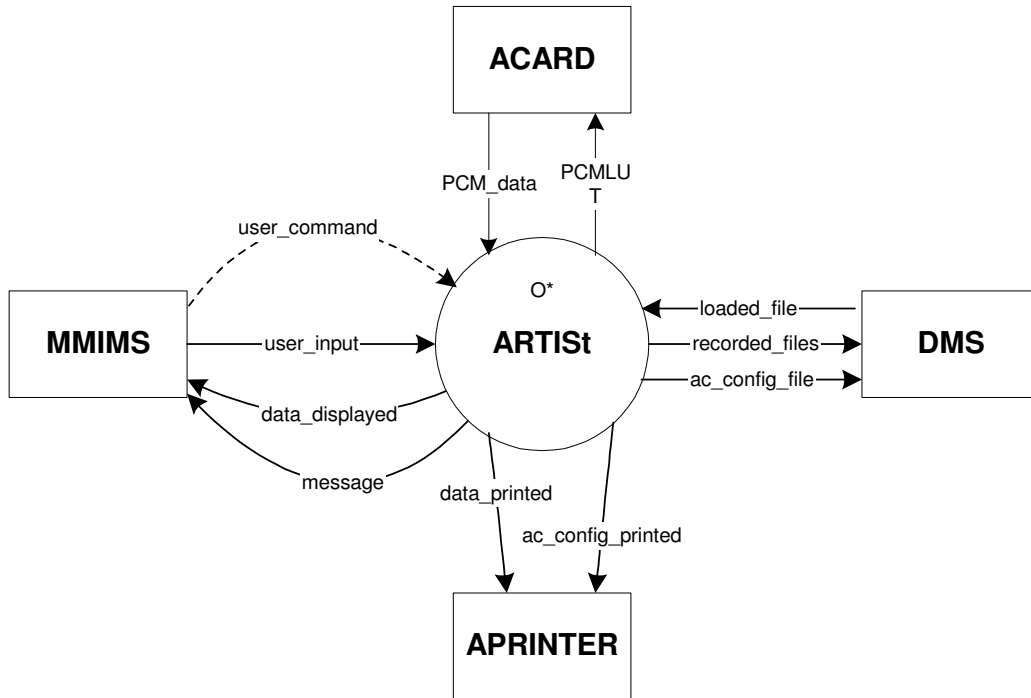 ACARD
PCM_data
PCMLU
T
user_command
O*
MMIMS
user_input
ARTISt
loaded_file
recorded_files
DMS
ac_config_file
data_displayed
message
data_printed
ac_config_printed
APRINTER